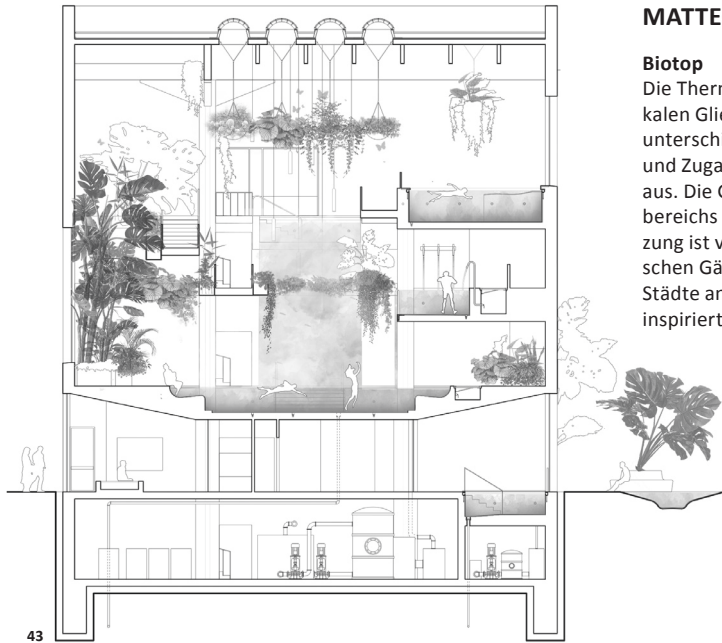 MATTE
Biotop
Die Therm
kalen Glie
unterschi
und Zuga
aus. Die G
bereichs
zung ist v
schen Gä
Städte an
inspiriert
43